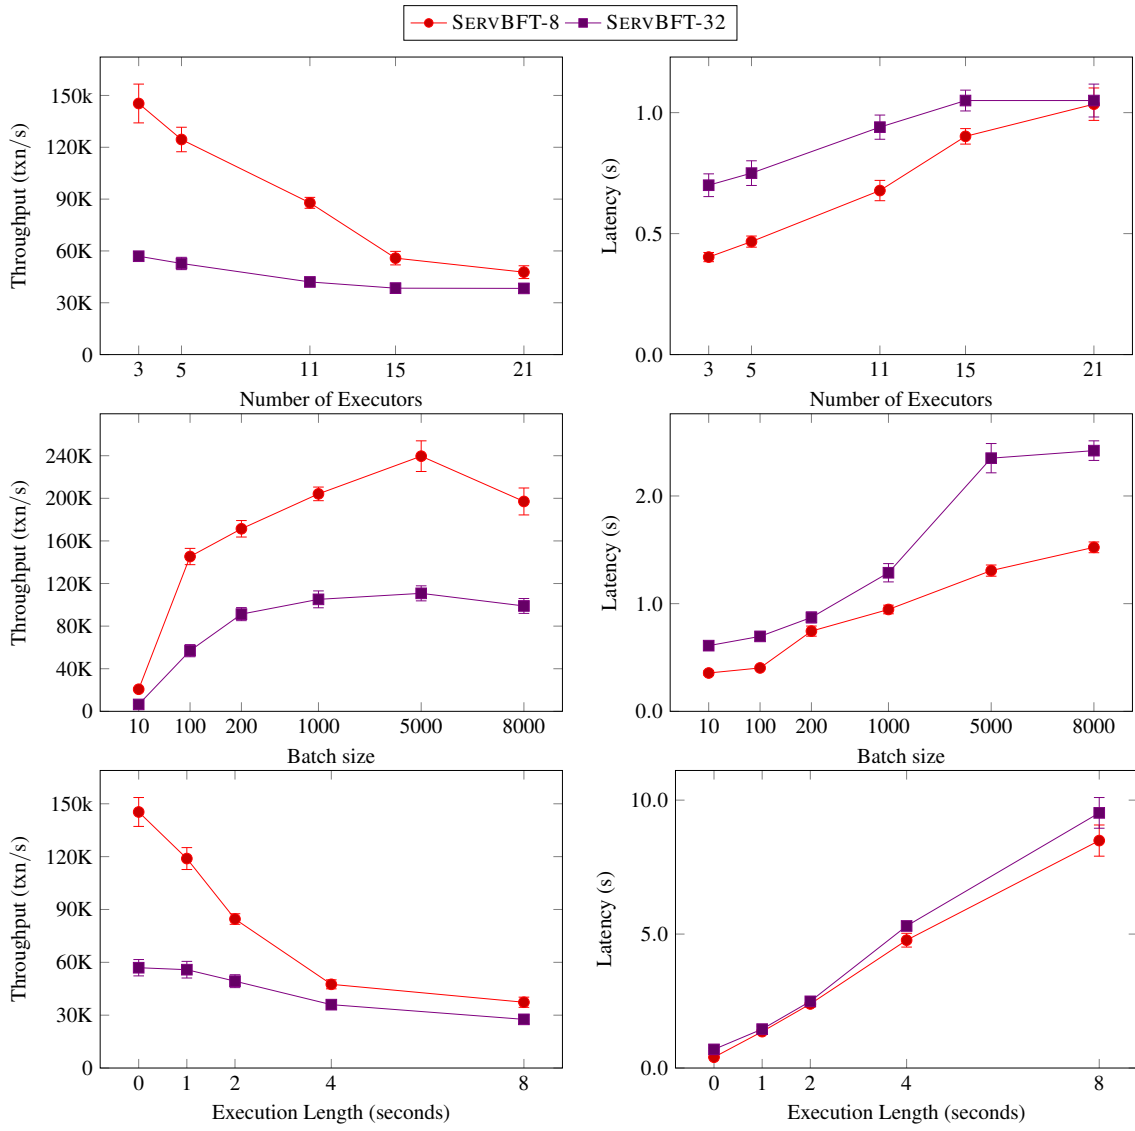 SERVBFT-8 SERVBFT-32
Throughput (txn/s)
150k
120K
90K
60K
30K
0
3 5 11 15 21
Number of Executors
Latency (s)
1.0
0.5
0.0
3 5 11 15 21
Number of Executors
Throughput (txn/s)
240K
200K
160K
120K
80K
40K
0
10 100 200 1000 5000 8000
Batch size
Latency (s)
2.0
1.0
0.0
10 100 200 1000 5000 8000
Batch size
Throughput (txn/s)
150k
120K
90K
60K
30K
0
0 1 2 4 8
Execution Length (seconds)
Latency (s)
10.0
5.0
0.0
0 1 2 4 8
Execution Length (seconds)